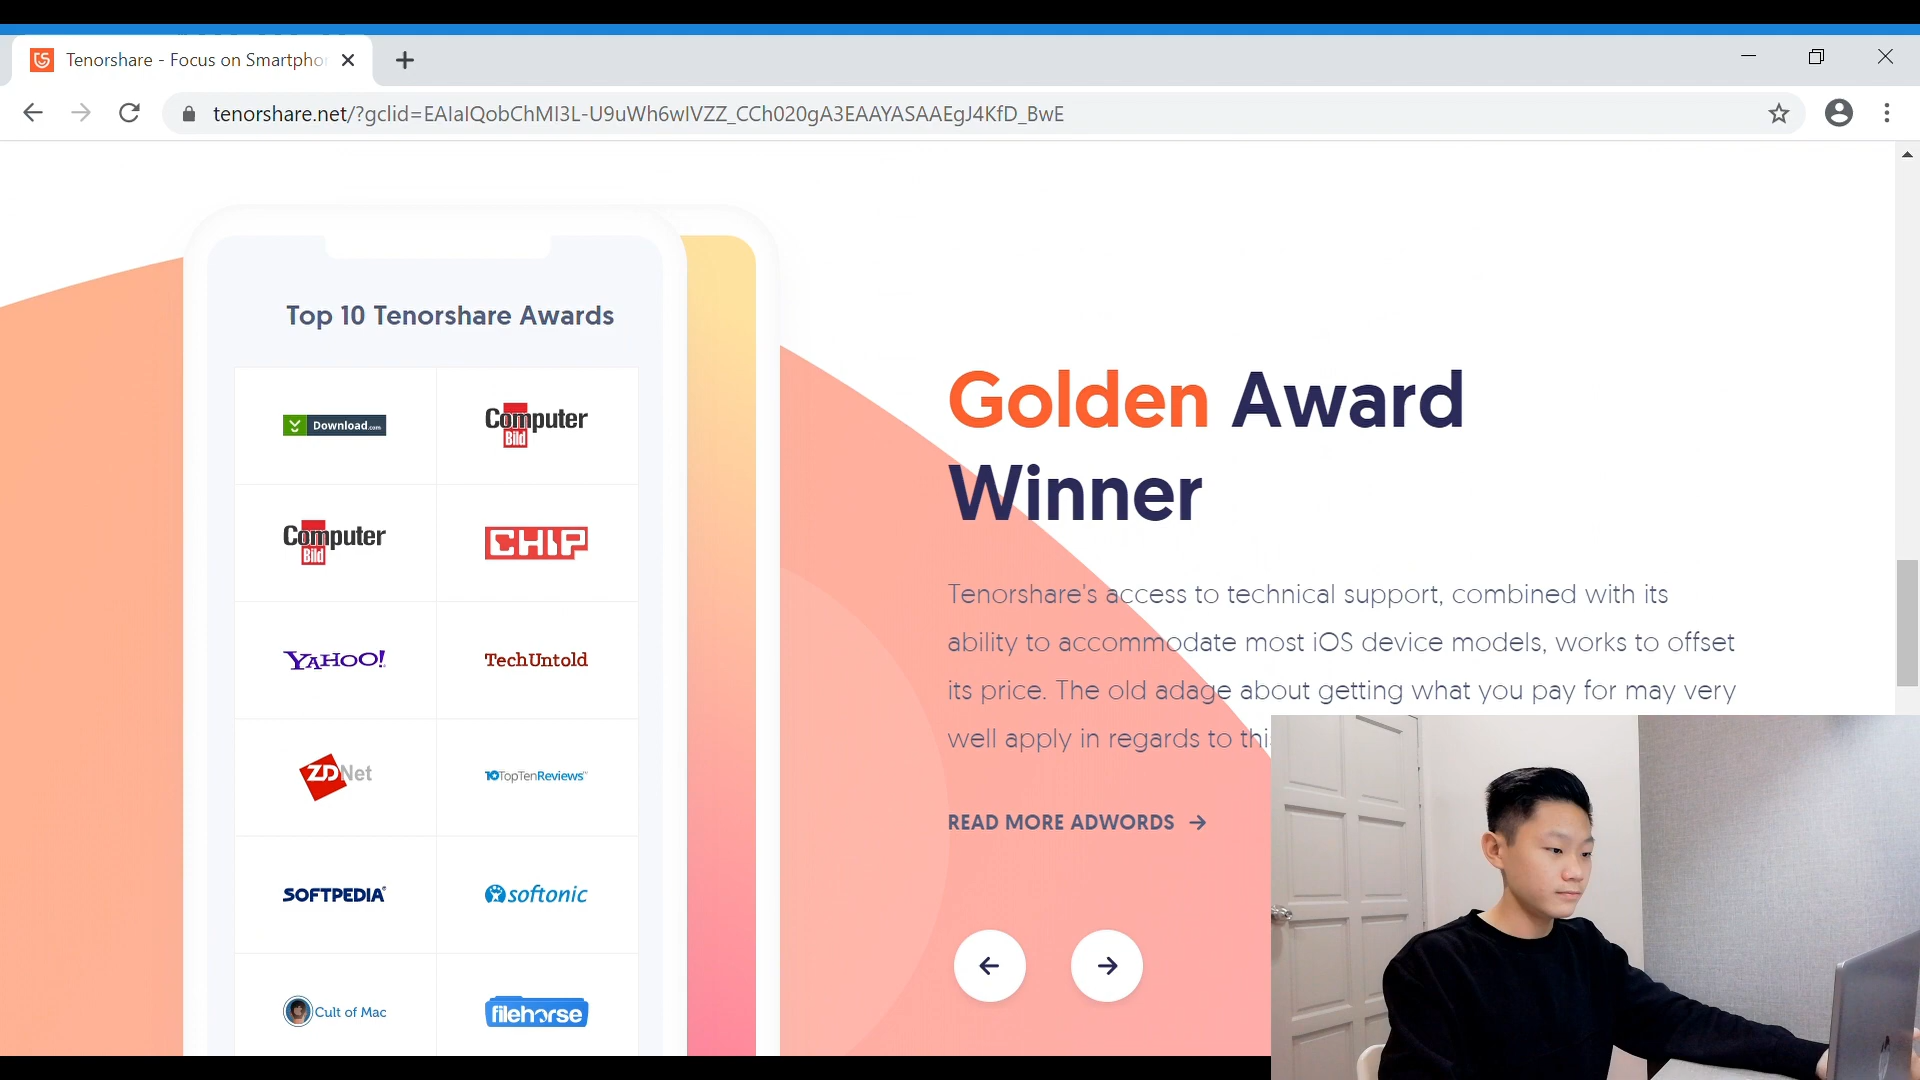 Tenorshare - Focus on Smartpho
tenorshare.net/?gclid=EAIaIQobChMI3L-U9uWh6wIVZZ_CCh020gA3EAAYASAAEgJ4KfD_BwE
Top 10 Tenorshare Awards
Download.com
Computer Bild
Computer Bild
CHIP
YAHOO!
TechUntold
ZDNet
10TopTenReviews™
SOFTPEDIA®
softonic
Cult of Mac
filehorse
Golden Award
Winner
Tenorshare's access to technical support, combined with its
ability to accommodate most iOS device models, works to offset
its price. The old adage about getting what you pay for may very
well apply in regards to thi
READ MORE ADWORDS →